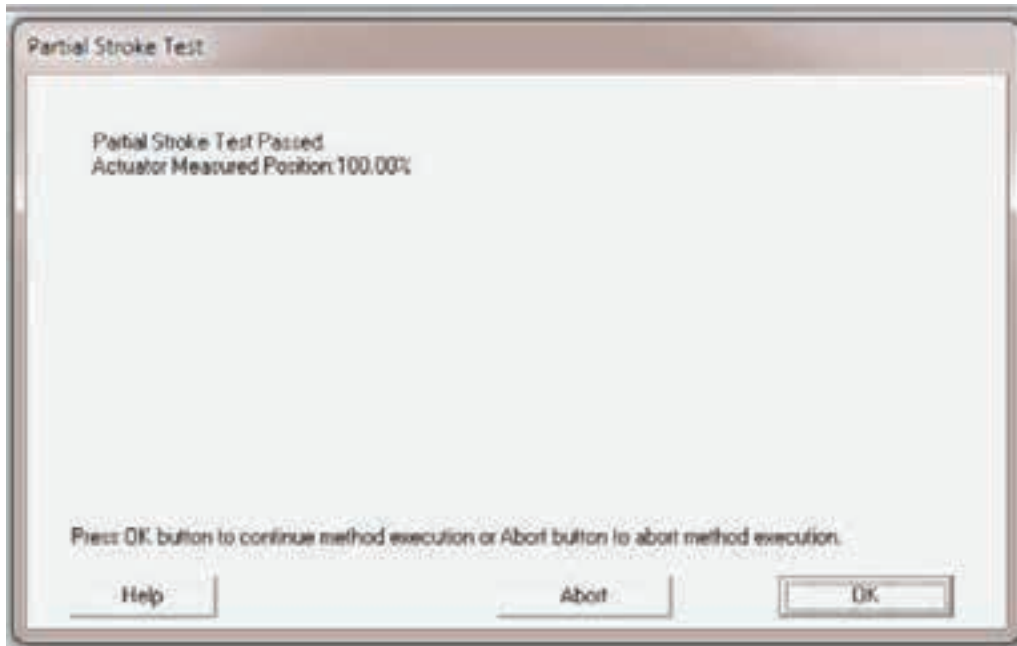 Partial Stroke Test
Partial Stroke Test Passed
Actuator Measured Position:100.00%
Press OK button to continue method execution or Abort button to abort method execution.
Help
Abort
OK